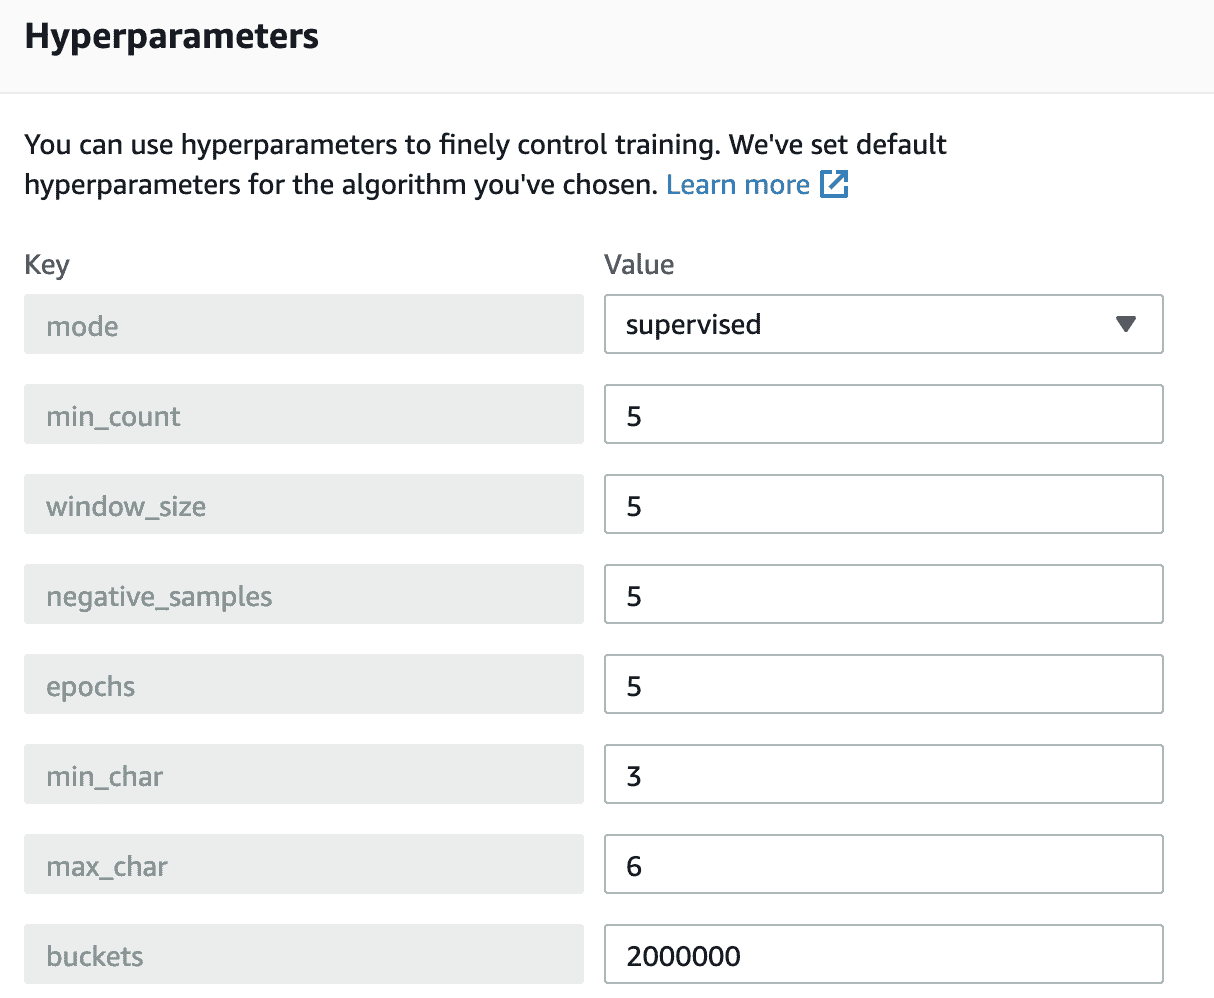 Hyperparameters
You can use hyperparameters to finely control training. We've set default
hyperparameters for the algorithm you've chosen. Learn more
Key Value
mode supervised
min_count 5
window_size 5
negative_samples 5
epochs 5
min_char 3
max_char 6
buckets 2000000